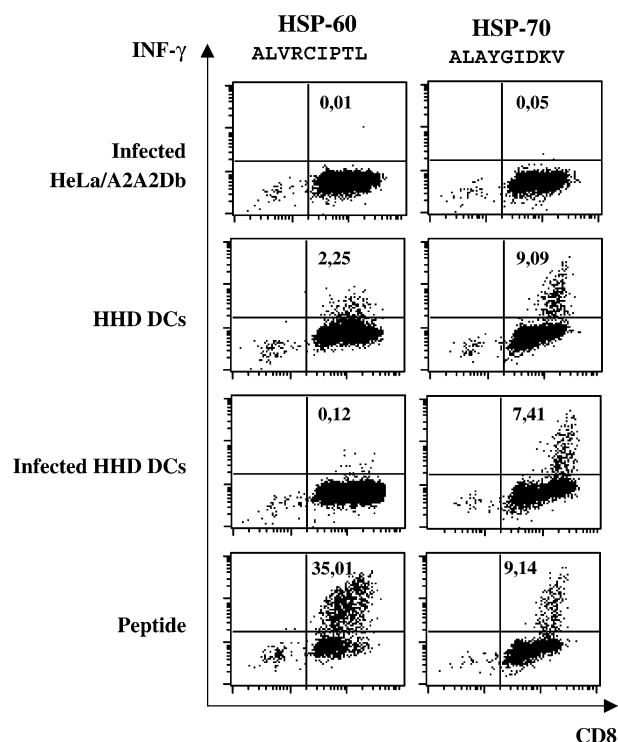 HSP-60 HSP-70
INF-γ ALVRCIPTL ALAYGIDKV
0,01 0,05
Infected
HeLa/A2A2Db
2,25 9,09
HHD DCs
0,12 7,41
Infected HHD DCs
35,01 9,14
Peptide
CD8